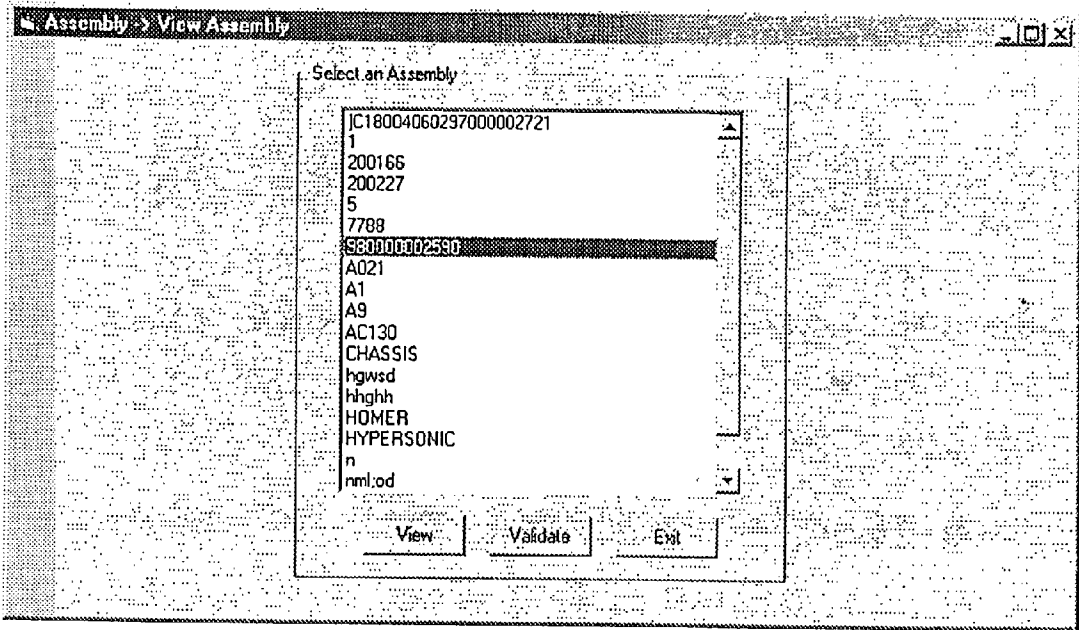 Assembly -> View Assembly
Select an Assembly
]C18004060297000002721
1
200166
200227
5
7788
980000002590
A021
A1
A9
AC130
CHASSIS
hgwsd
hhghh
HOMER
HYPERSONIC
n
nml;od
View Validate Exit